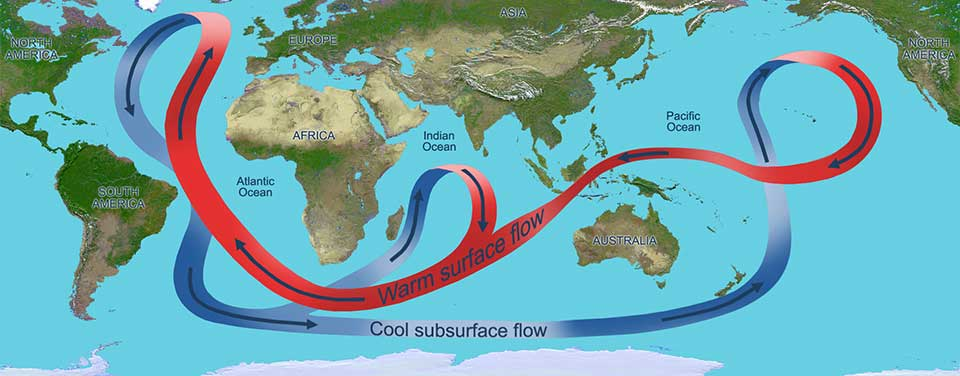 ASIA
NORTH
AMERICA
EUROPE
NORTH
AMERICA
AFRICA
Indian
Ocean
Pacific
Ocean
Atlantic
Ocean
SOUTH
AMERICA
AUSTRALIA
Warm surface flow
Cool subsurface flow